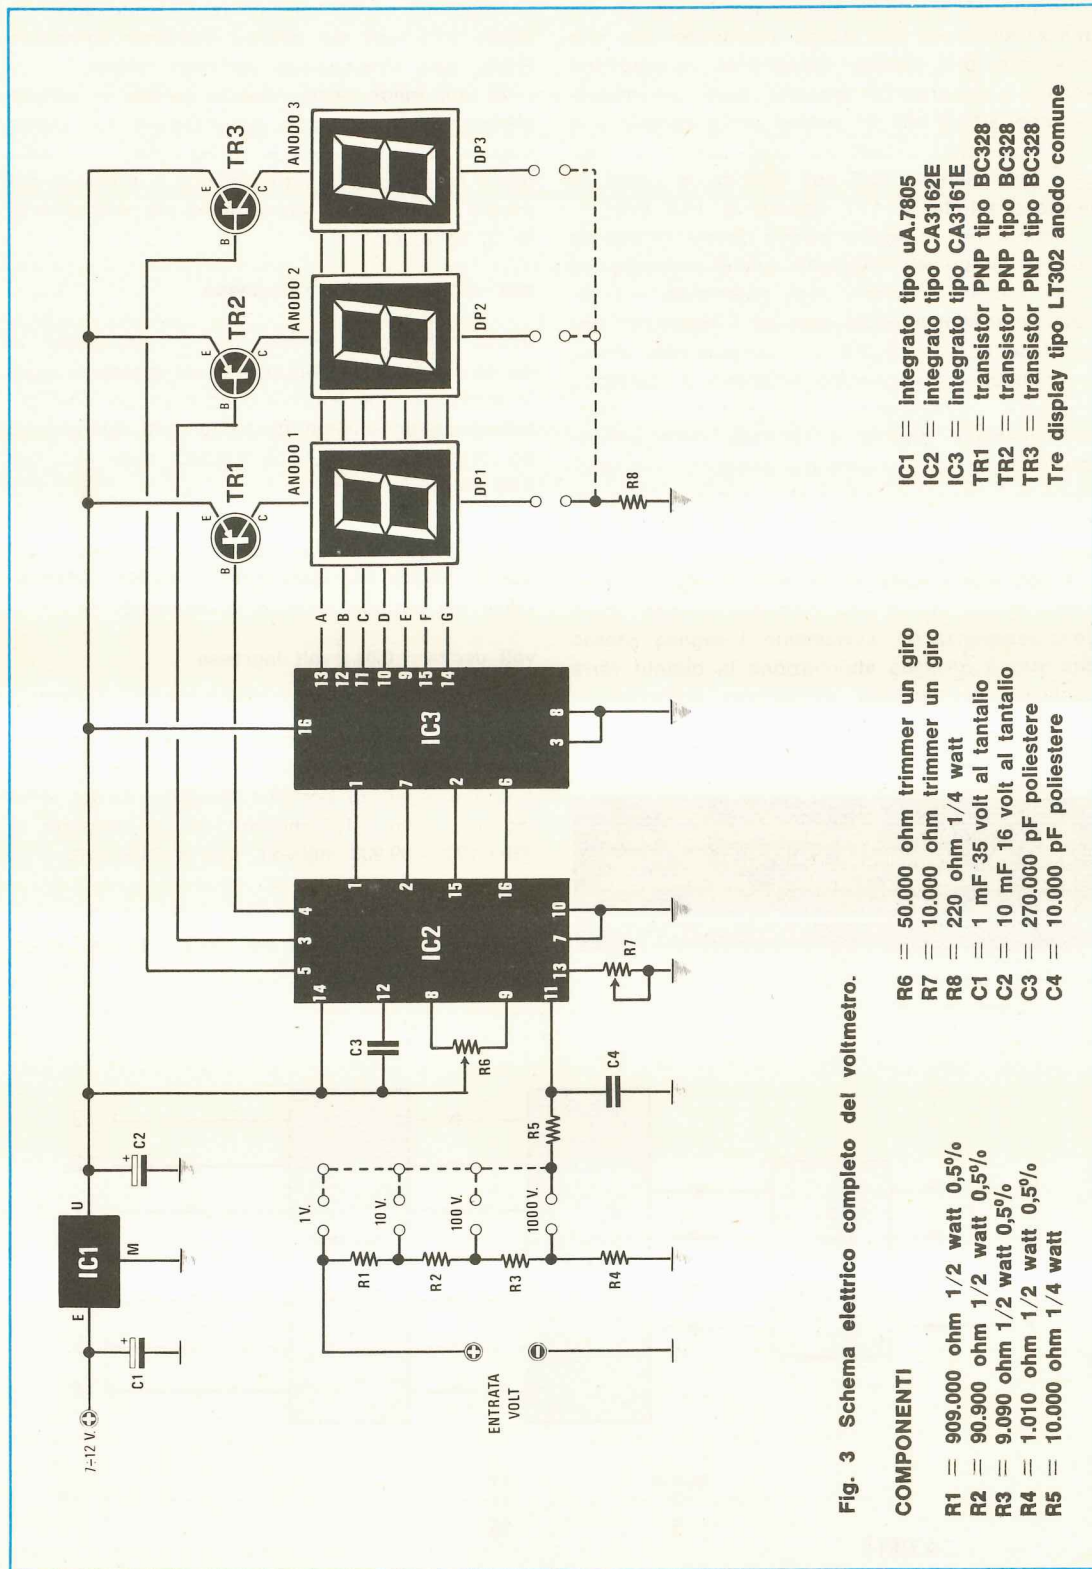 7÷12 V.
C1
E
IC1
M
U
C2
TR1
B
E
C
TR2
B
E
C
TR3
B
E
C
ANODO 1
ANODO 2
ANODO 3
DP1
DP2
DP3
R8
ENTRATA
VOLT
1 V.
10 V.
100 V.
1000 V.
R1
R2
R3
R4
R5
C4
C3
R6
R7
IC2
14
5
3
4
12
8
9
11
13
7
10
1
2
15
16
IC3
16
1
7
2
6
3
8
13
12
11
10
9
15
14
A
B
C
D
E
F
G
Fig. 3 Schema elettrico completo del voltmetro.
COMPONENTI
R1 = 909.000 ohm 1/2 watt 0,5%
R2 = 90.900 ohm 1/2 watt 0,5%
R3 = 9.090 ohm 1/2 watt 0,5%
R4 = 1.010 ohm 1/2 watt 0,5%
R5 = 10.000 ohm 1/4 watt
R6 = 50.000 ohm trimmer un giro
R7 = 10.000 ohm trimmer un giro
R8 = 220 ohm 1/4 watt
C1 = 1 mF 35 volt al tantalio
C2 = 10 mF 16 volt al tantalio
C3 = 270.000 pF poliestere
C4 = 10.000 pF poliestere
IC1 = integrato tipo uA.7805
IC2 = integrato tipo CA3162E
IC3 = integrato tipo CA3161E
TR1 = transistor PNP tipo BC328
TR2 = transistor PNP tipo BC328
TR3 = transistor PNP tipo BC328
Tre display tipo LT302 anodo comune